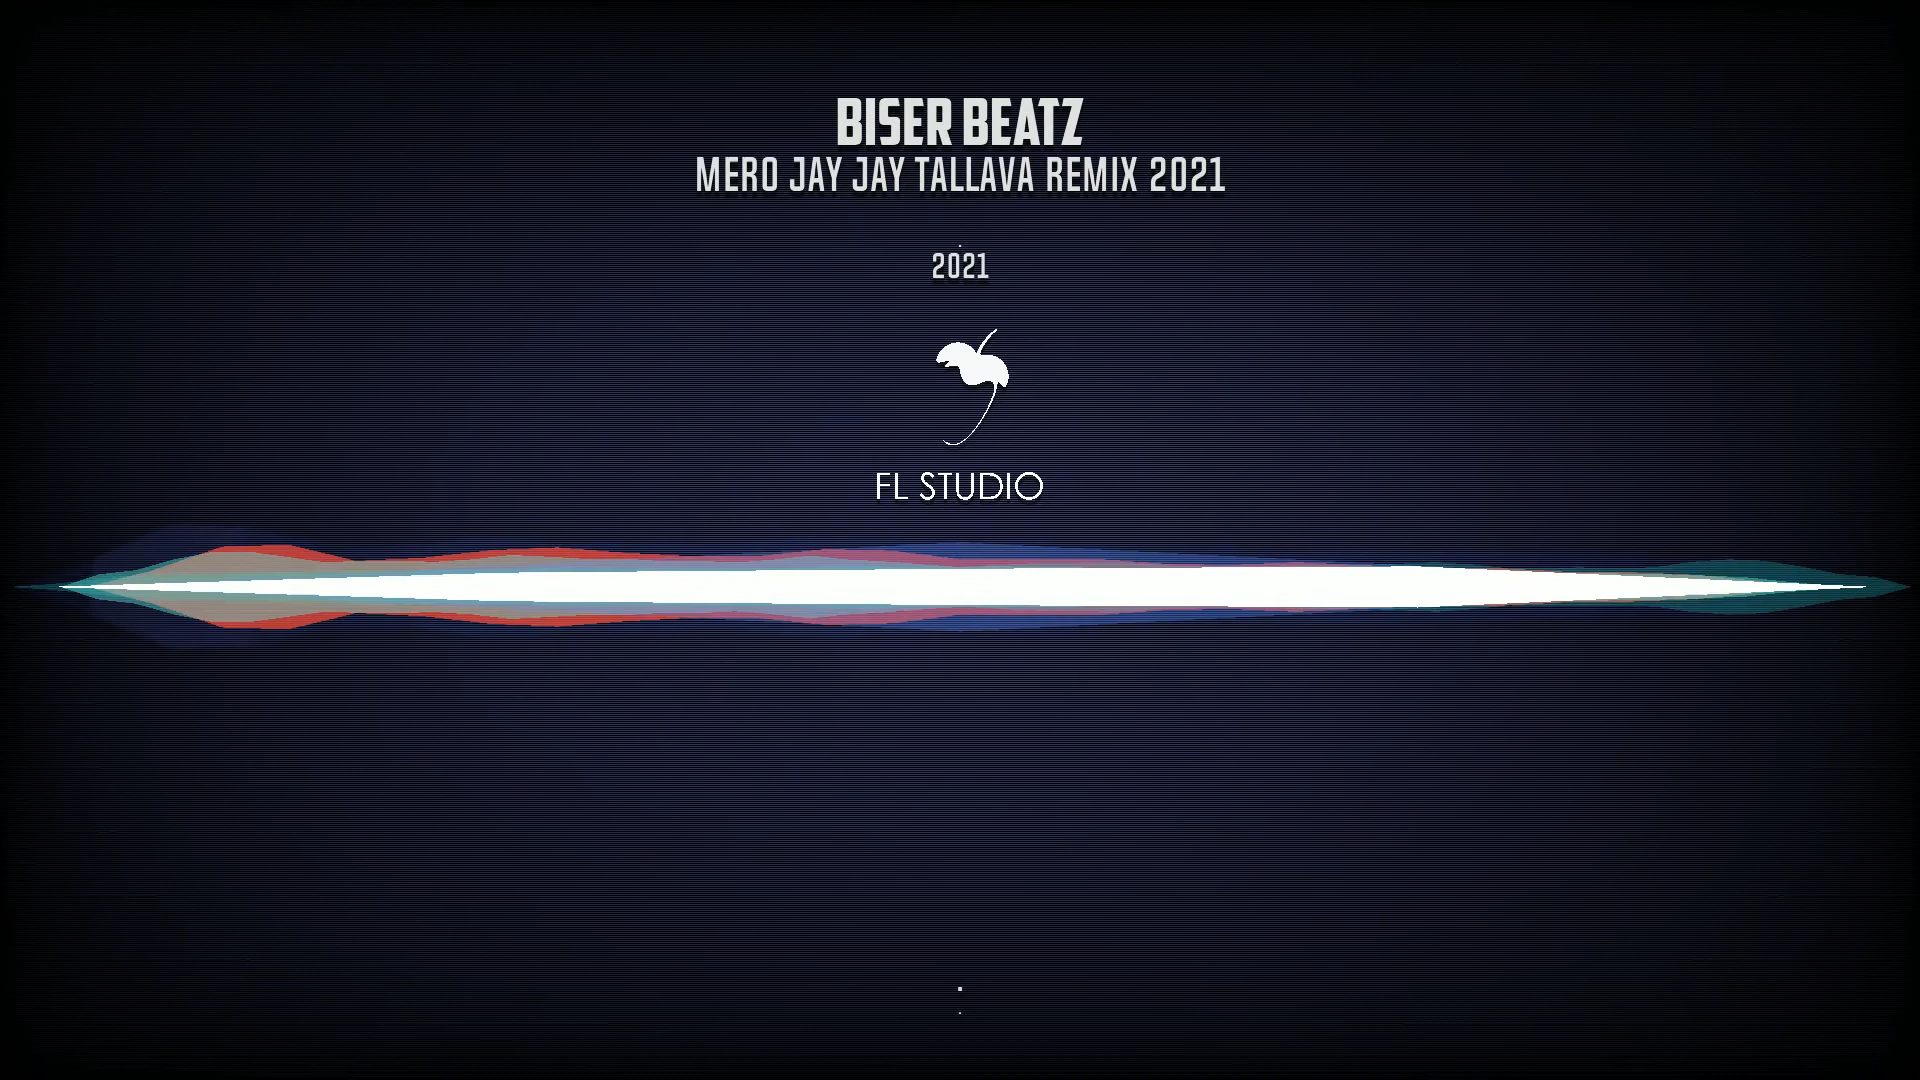 BISER BEATZ
MERO JAY JAY TALLAVA REMIX 2021
2021
FL STUDIO